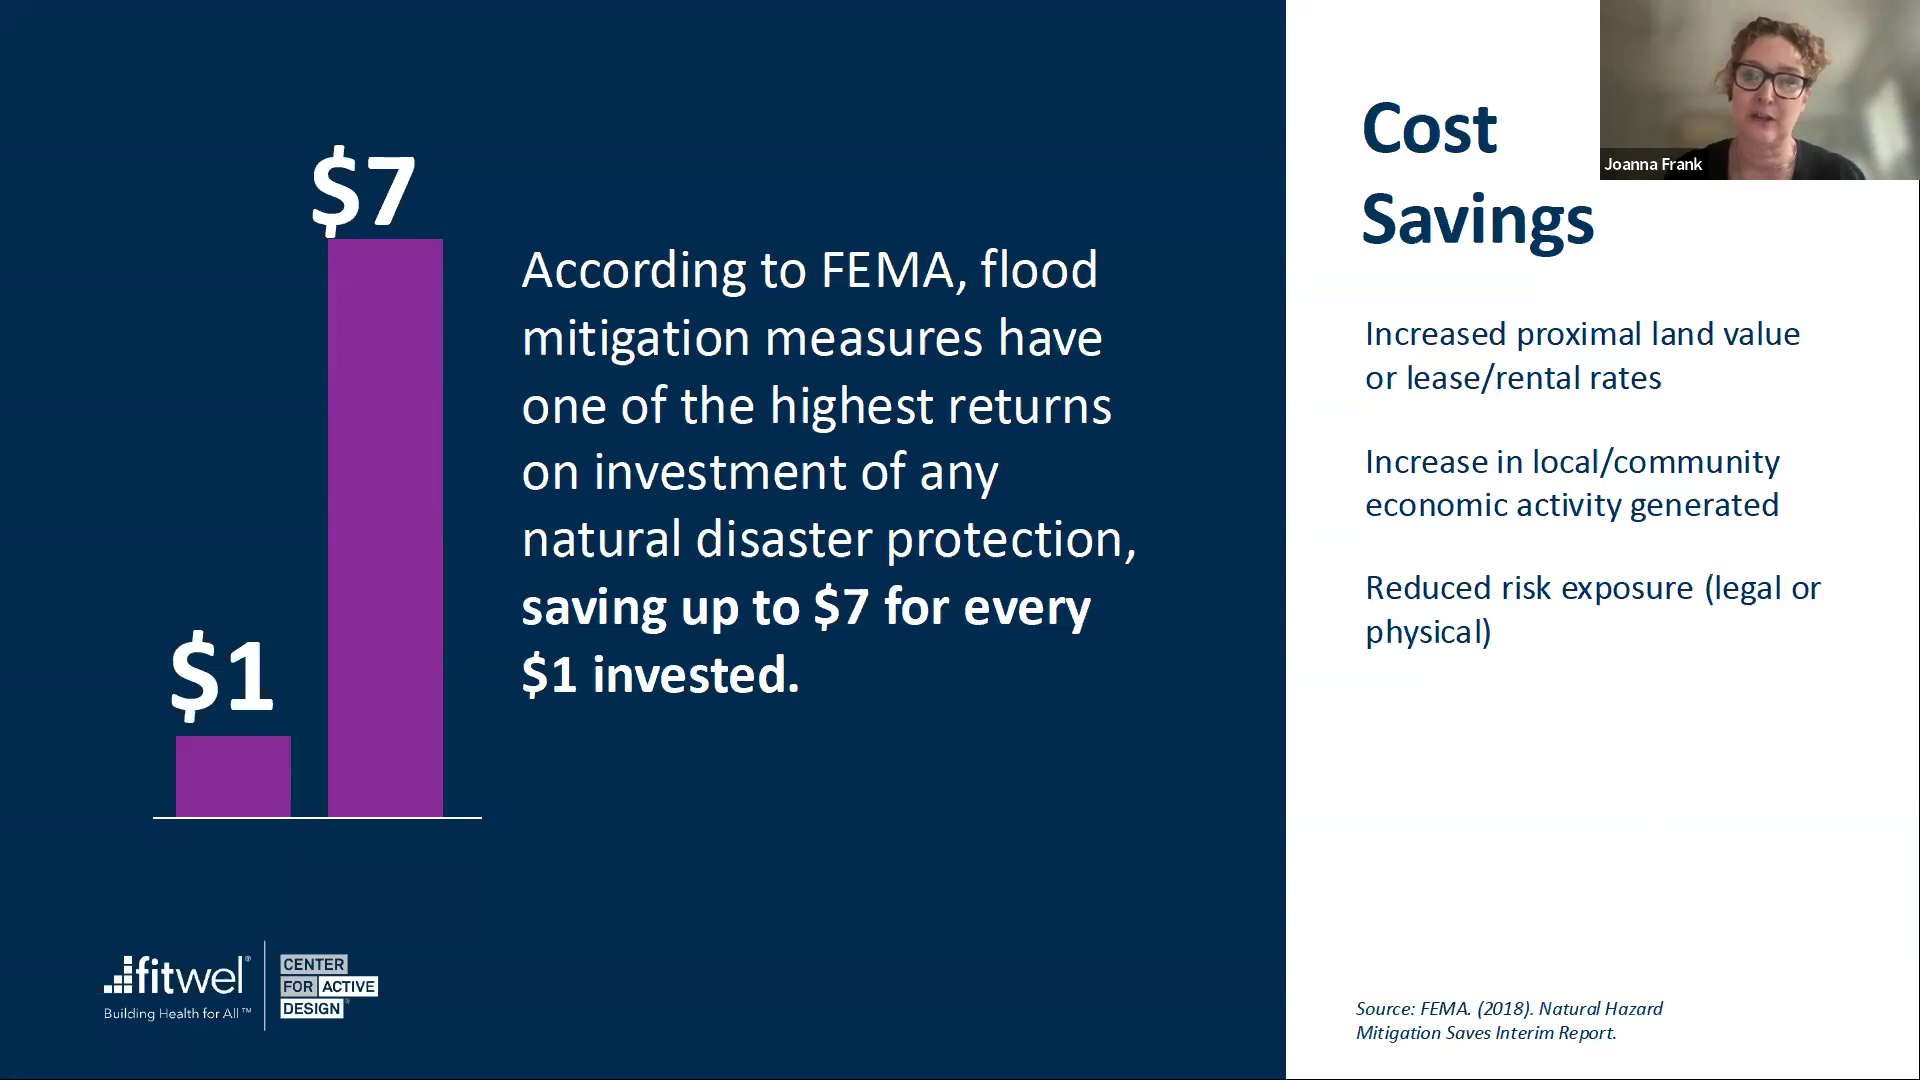 $7
$1
According to FEMA, flood
mitigation measures have
one of the highest returns
on investment of any
natural disaster protection,
saving up to $7 for every
$1 invested.
fitwel®
Building Health for All™
CENTER
FOR ACTIVE
DESIGN®
Cost
Savings
Joanna Frank
Increased proximal land value
or lease/rental rates
Increase in local/community
economic activity generated
Reduced risk exposure (legal or
physical)
Source: FEMA. (2018). Natural Hazard
Mitigation Saves Interim Report.